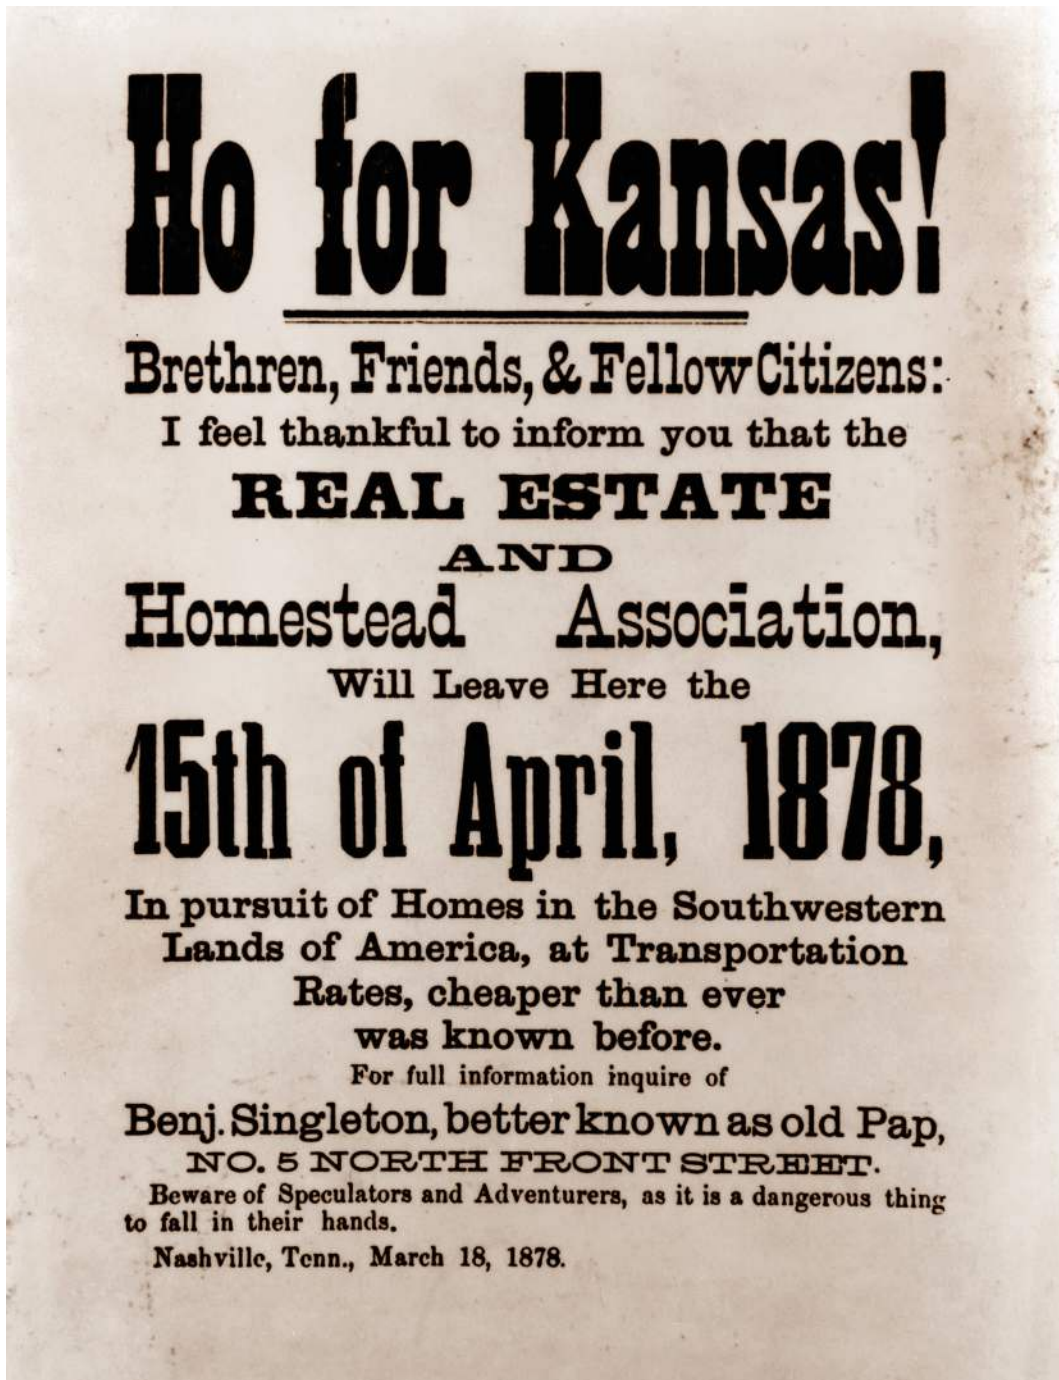 Ho for Kansas!
Brethren, Friends, & Fellow Citizens:
I feel thankful to inform you that the
REAL ESTATE
AND
Homestead Association,
Will Leave Here the
15th of April, 1878,
In pursuit of Homes in the Southwestern
Lands of America, at Transportation
Rates, cheaper than ever
was known before.
For full information inquire of
Benj. Singleton, better known as old Pap,
NO. 5 NORTH FRONT STREET.
Beware of Speculators and Adventurers, as it is a dangerous thing
to fall in their hands.
Nashville, Tenn., March 18, 1878.